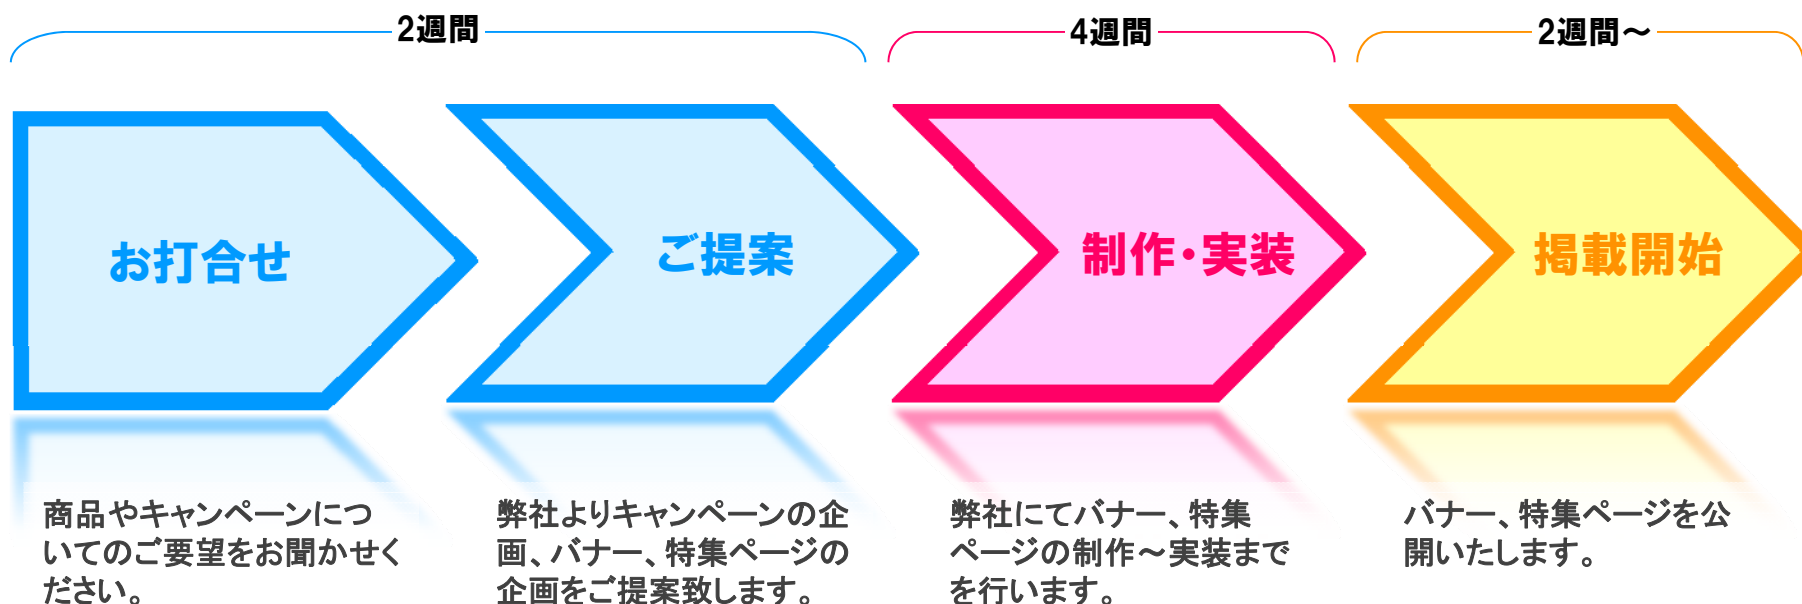 2週間
4週間
2週間～
お打合せ
ご提案
制作・実装
掲載開始
商品やキャンペーンにつ
いてのご要望をお聞かせく
ださい。
弊社よりキャンペーンの企
画、バナー、特集ページの
企画をご提案致します。
弊社にてバナー、特集
ページの制作～実装まで
を行います。
バナー、特集ページを公
開いたします。